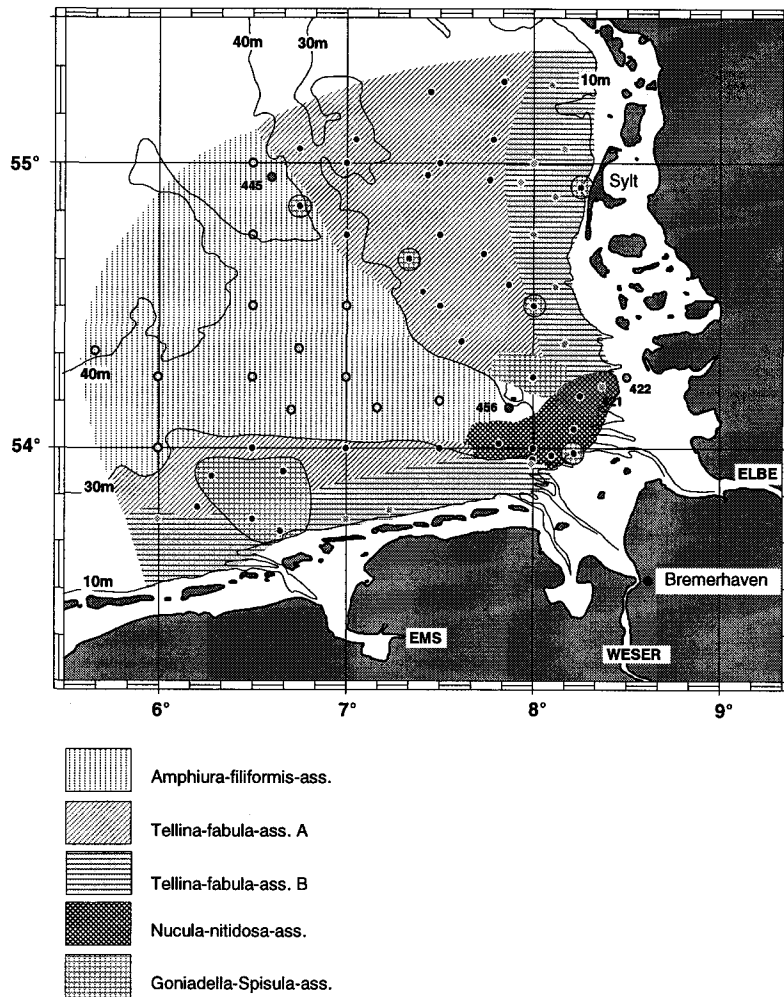 40m
30m
10m
55°
Sylt
445
40m
422
421
456
54°
30m
ELBE
10m
Bremerhaven
EMS
WESER
6°
7°
8°
9°
Amphiura-filiformis-ass.
Tellina-fabula-ass. A
Tellina-fabula-ass. B
Nucula-nitidosa-ass.
Goniadella-Spisula-ass.